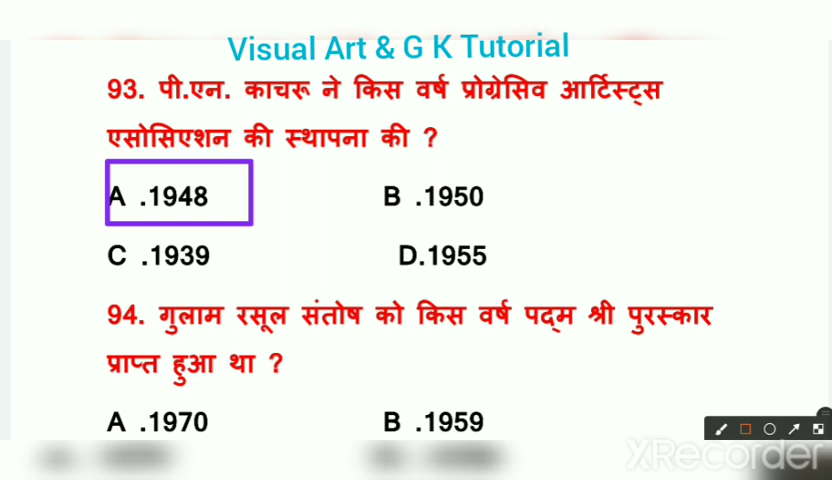 Visual Art & G K Tutorial
93. पी.एन. काचरू ने किस वर्ष प्रोग्रेसिव आर्टिस्ट्स
एसोसिएशन की स्थापना की ?
A .1948 B .1950
C .1939 D.1955
94. गुलाम रसूल संतोष को किस वर्ष पद्म श्री पुरस्कार
प्राप्त हुआ था ?
A .1970 B .1959
XRecorder